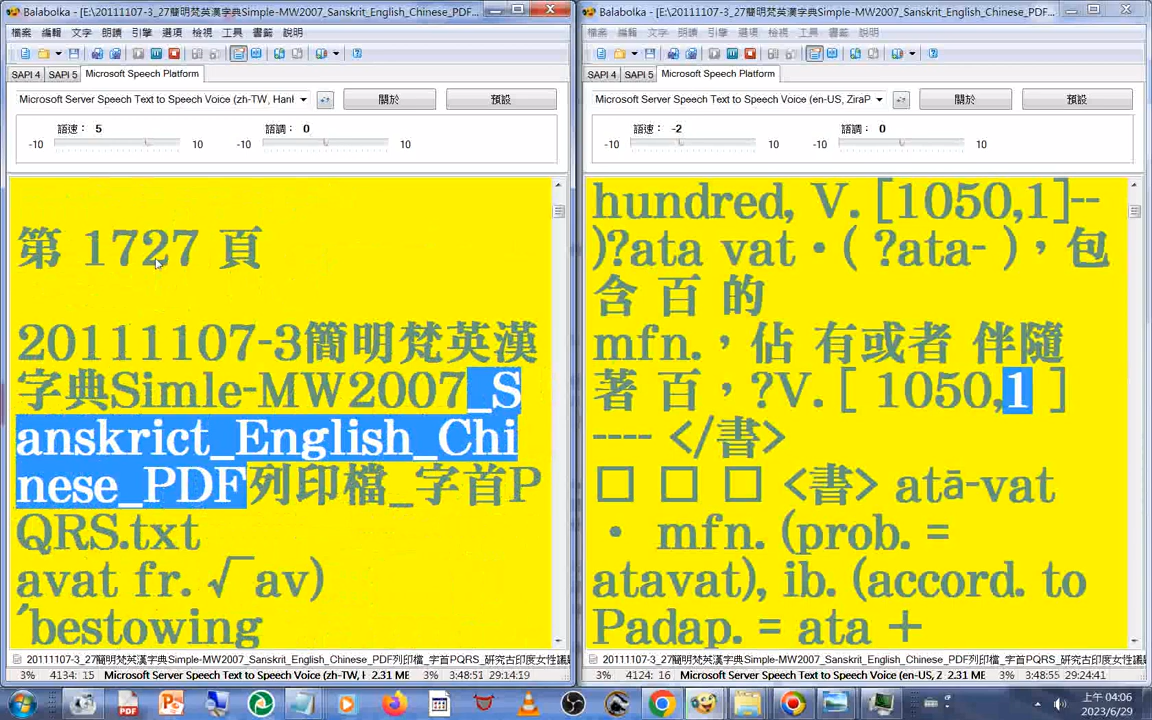 Balabolka - [E:\20111107-3_27簡明梵英漢字典Simple-MW2007_Sanskrit_English_Chinese_PDF...
檔案 編輯 文字 朗讀 引擎 選項 檢視 工具 書籤 說明
SAPI 4 SAPI 5 Microsoft Speech Platform
Microsoft Server Speech Text to Speech Voice (zh-TW, Hanl
關於
預設
語速： 5
語調： 0
-10 10 -10 10
第 1727 頁
20111107-3簡明梵英漢
字典Simle-MW2007_S
anskrict_English_Chi
nese_PDF列印檔_字首P
QRS.txt
avat fr. √av)
´bestowing
20111107-3_27簡明梵英漢字典Simple-MW2007_Sanskrit_English_Chinese_PDF列印檔_字首PQRS_研究古印度女性議
3% 4134: 15 Microsoft Server Speech Text to Speech Voice (zh-TW, H 2.31 MB 3% 3:48:51 29:14:19
Balabolka - [E:\20111107-3_27簡明梵英漢字典Simple-MW2007_Sanskrit_English_Chinese_PDF...
檔案 編輯 文字 朗讀 引擎 選項 檢視 工具 書籤 說明
SAPI 4 SAPI 5 Microsoft Speech Platform
Microsoft Server Speech Text to Speech Voice (en-US, ZiraP
關於
預設
語速： -2
語調： 0
-10 10 -10 10
hundred, V. [1050,1]--
)?ata vat • ( ?ata- )，包
含 百 的
mfn.，佔 有或者 伴隨
著 百，?V. [ 1050,1 ]
---- </書>
□ □ □ <書> atā-vat
• mfn. (prob. =
atavat), ib. (accord. to
Padap. = ata +
20111107-3_27簡明梵英漢字典Simple-MW2007_Sanskrit_English_Chinese_PDF列印檔_字首PQRS_研究古印度女性議
3% 4124: 1 Microsoft Server Speech Text to Speech Voice (en-US, Z 2.31 MB 3% 3:48:55 29:24:41
上午 04:06
2023/6/29